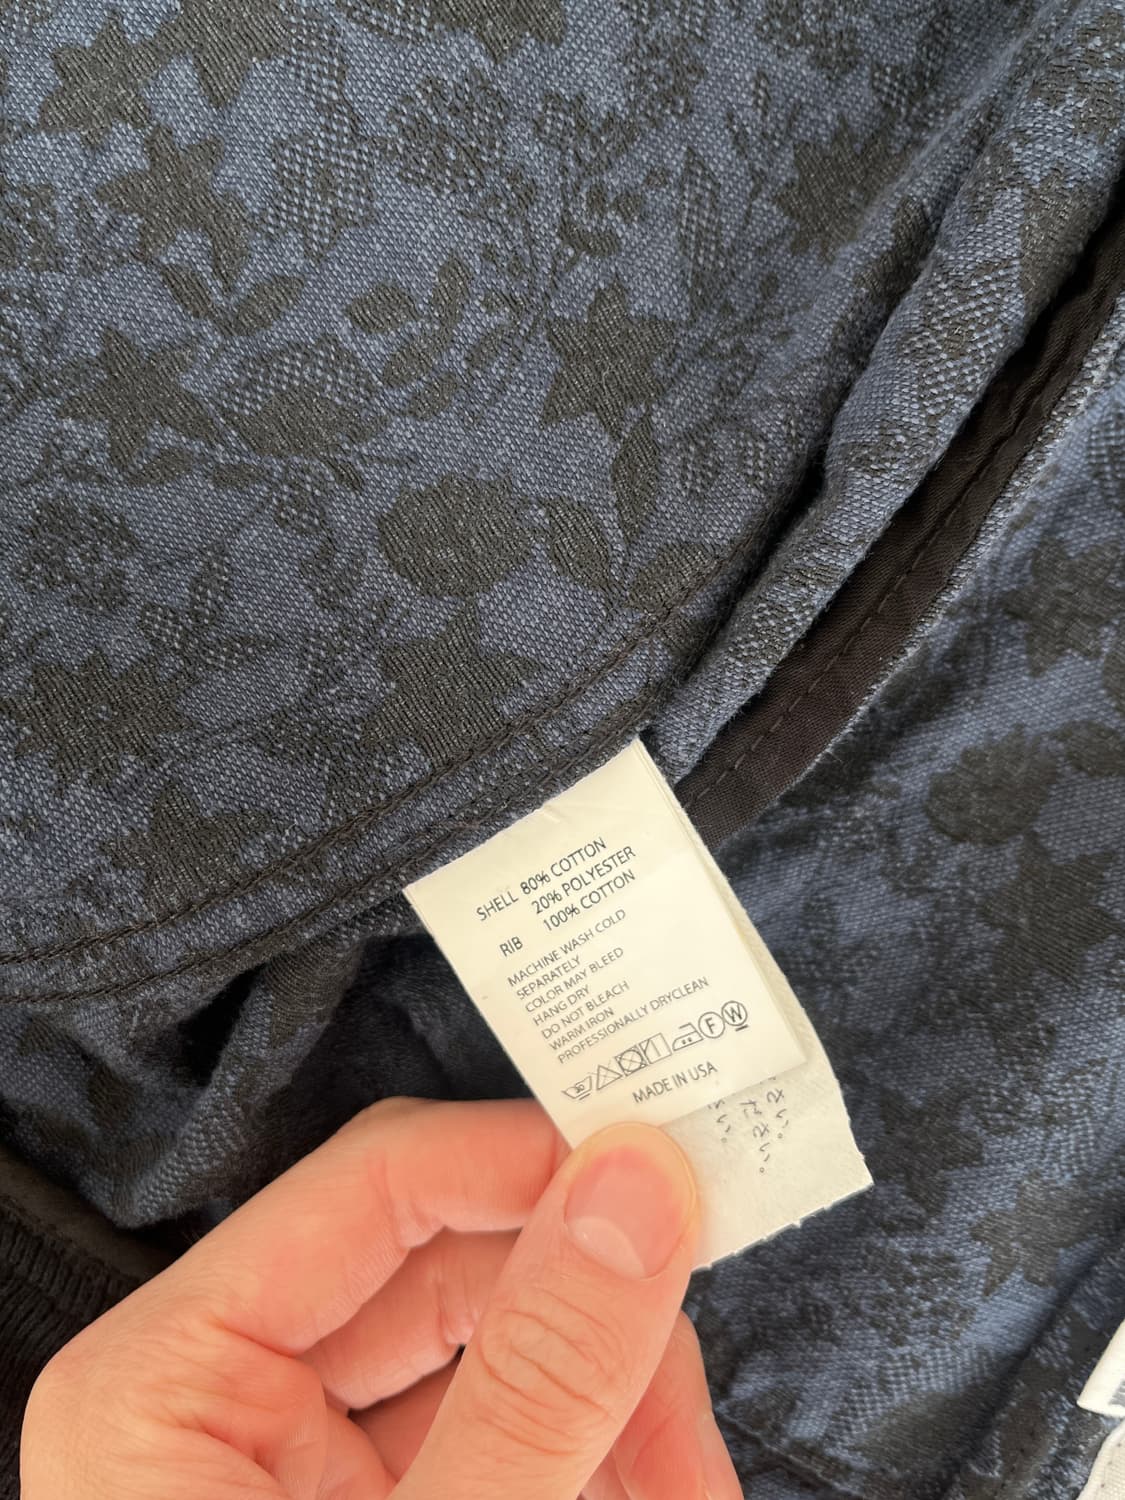 SHELL 80% COTTON
20% POLYESTER
RIB 100% COTTON
MACHINE WASH COLD
SEPARATELY
COLOR MAY BLEED
HANG DRY
DO NOT BLEACH
WARM IRON
PROFESSIONALLY DRYCLEAN
30 F W
MADE IN USA